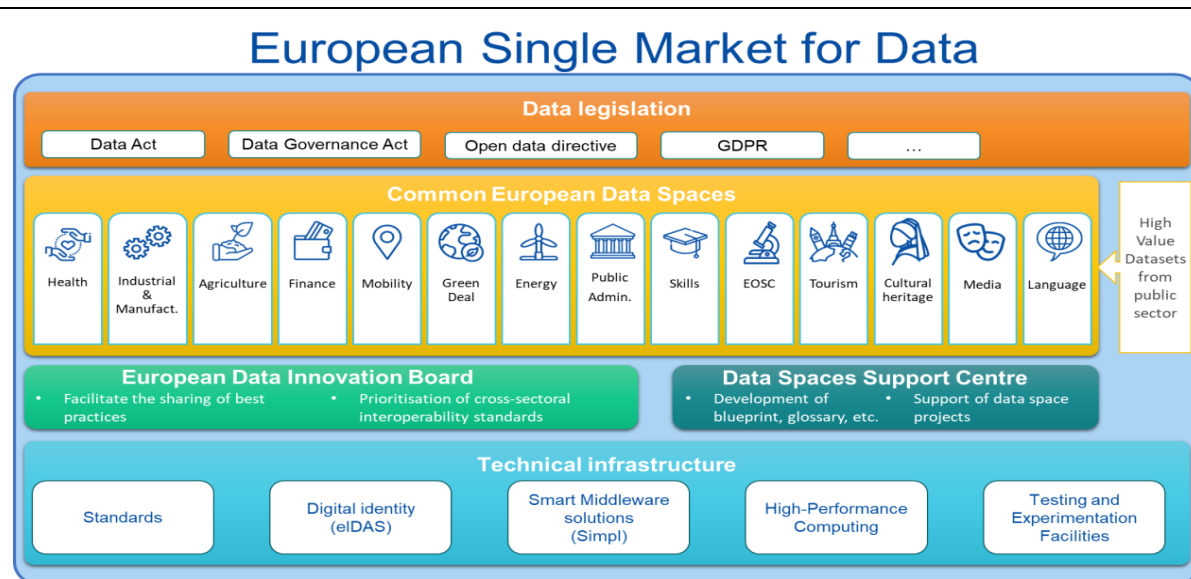 European Single Market for Data
Data legislation
Data Act
Data Governance Act
Open data directive
GDPR
...
Common European Data Spaces
Health
Industrial
&
Manufact.
Agriculture
Finance
Mobility
Green
Deal
Energy
Public
Admin.
Skills
EOSC
Tourism
Cultural
heritage
Media
Language
High
Value
Datasets
from
public
sector
European Data Innovation Board
• Facilitate the sharing of best
practices
• Prioritisation of cross-sectoral
interoperability standards
Data Spaces Support Centre
• Development of
blueprint, glossary, etc.
• Support of data space
projects
Technical infrastructure
Standards
Digital identity
(eIDAS)
Smart Middleware
solutions
(Simpl)
High-Performance
Computing
Testing and
Experimentation
Facilities